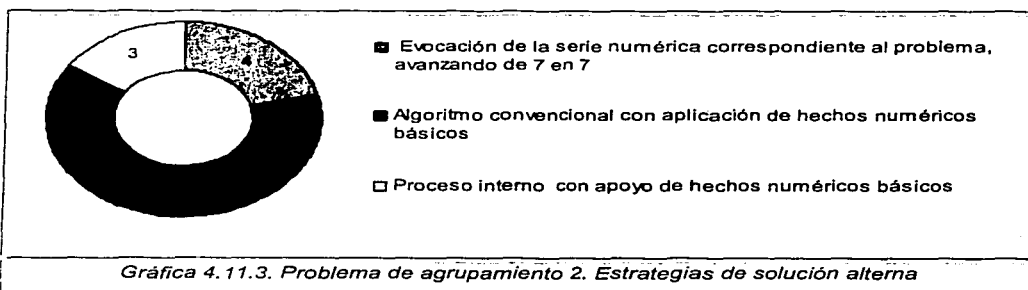 3
4
Evocación de la serie numérica correspondiente al problema,
avanzando de 7 en 7
Algoritmo convencional con aplicación de hechos numéricos
básicos
Proceso interno con apoyo de hechos numéricos básicos
Gráfica 4.11.3. Problema de agrupamiento 2. Estrategias de solución alterna